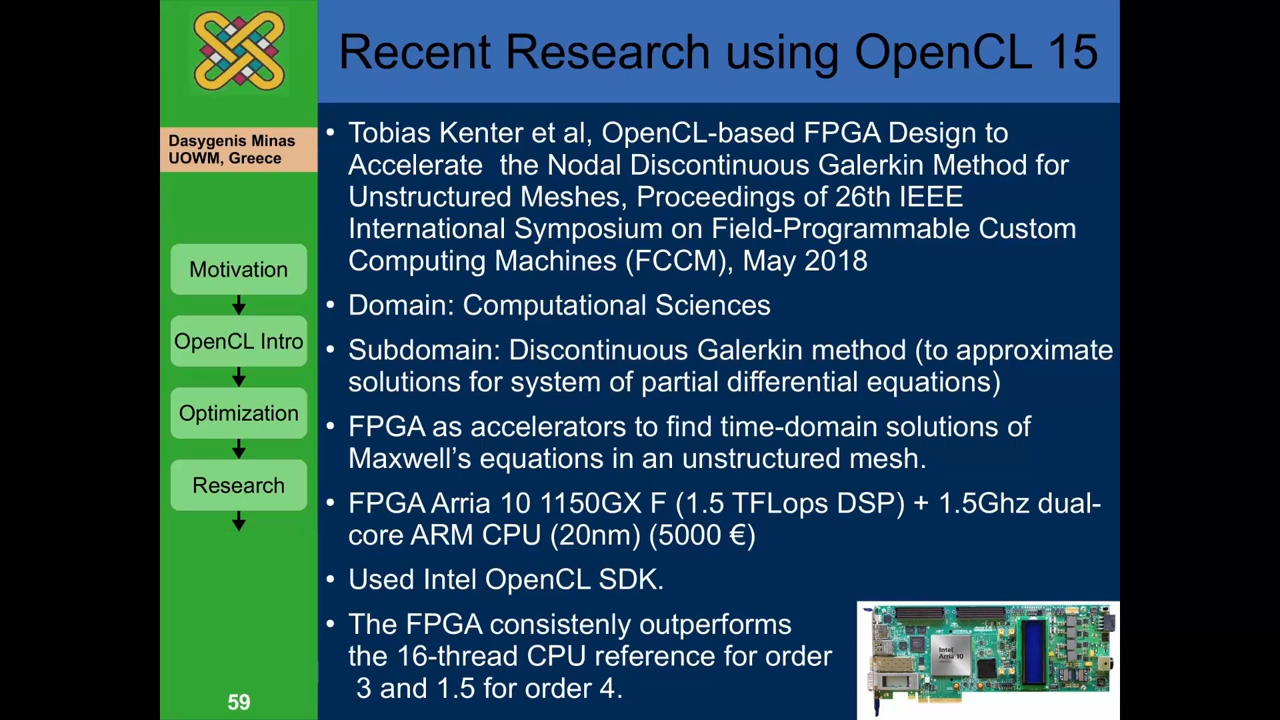 Recent Research using OpenCL 15
Dasygenis Minas
UOWM, Greece
Motivation
OpenCL Intro
Optimization
Research
59
• Tobias Kenter et al, OpenCL-based FPGA Design to
Accelerate the Nodal Discontinuous Galerkin Method for
Unstructured Meshes, Proceedings of 26th IEEE
International Symposium on Field-Programmable Custom
Computing Machines (FCCM), May 2018
• Domain: Computational Sciences
• Subdomain: Discontinuous Galerkin method (to approximate
solutions for system of partial differential equations)
• FPGA as accelerators to find time-domain solutions of
Maxwell’s equations in an unstructured mesh.
• FPGA Arria 10 1150GX F (1.5 TFLops DSP) + 1.5Ghz dual-
core ARM CPU (20nm) (5000 €)
• Used Intel OpenCL SDK.
• The FPGA consistenly outperforms
the 16-thread CPU reference for order
3 and 1.5 for order 4.
Intel
Arria 10